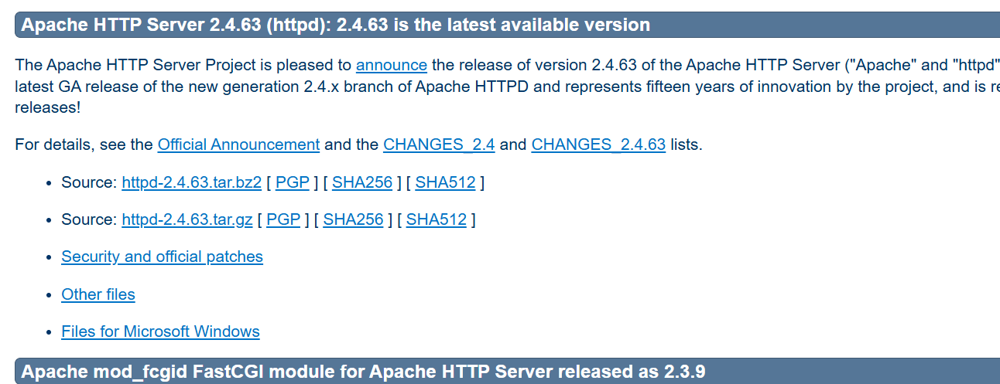 Apache HTTP Server 2.4.63 (httpd): 2.4.63 is the latest available version
The Apache HTTP Server Project is pleased to announce the release of version 2.4.63 of the Apache HTTP Server ("Apache" and "httpd"
latest GA release of the new generation 2.4.x branch of Apache HTTPD and represents fifteen years of innovation by the project, and is
releases!
For details, see the Official Announcement and the CHANGES_2.4 and CHANGES_2.4.63 lists.
• Source: httpd-2.4.63.tar.bz2 [ PGP ] [ SHA256 ] [ SHA512 ]
• Source: httpd-2.4.63.tar.gz [ PGP ] [ SHA256 ] [ SHA512 ]
• Security and official patches
• Other files
• Files for Microsoft Windows
Apache mod_fcgid FastCGI module for Apache HTTP Server released as 2.3.9